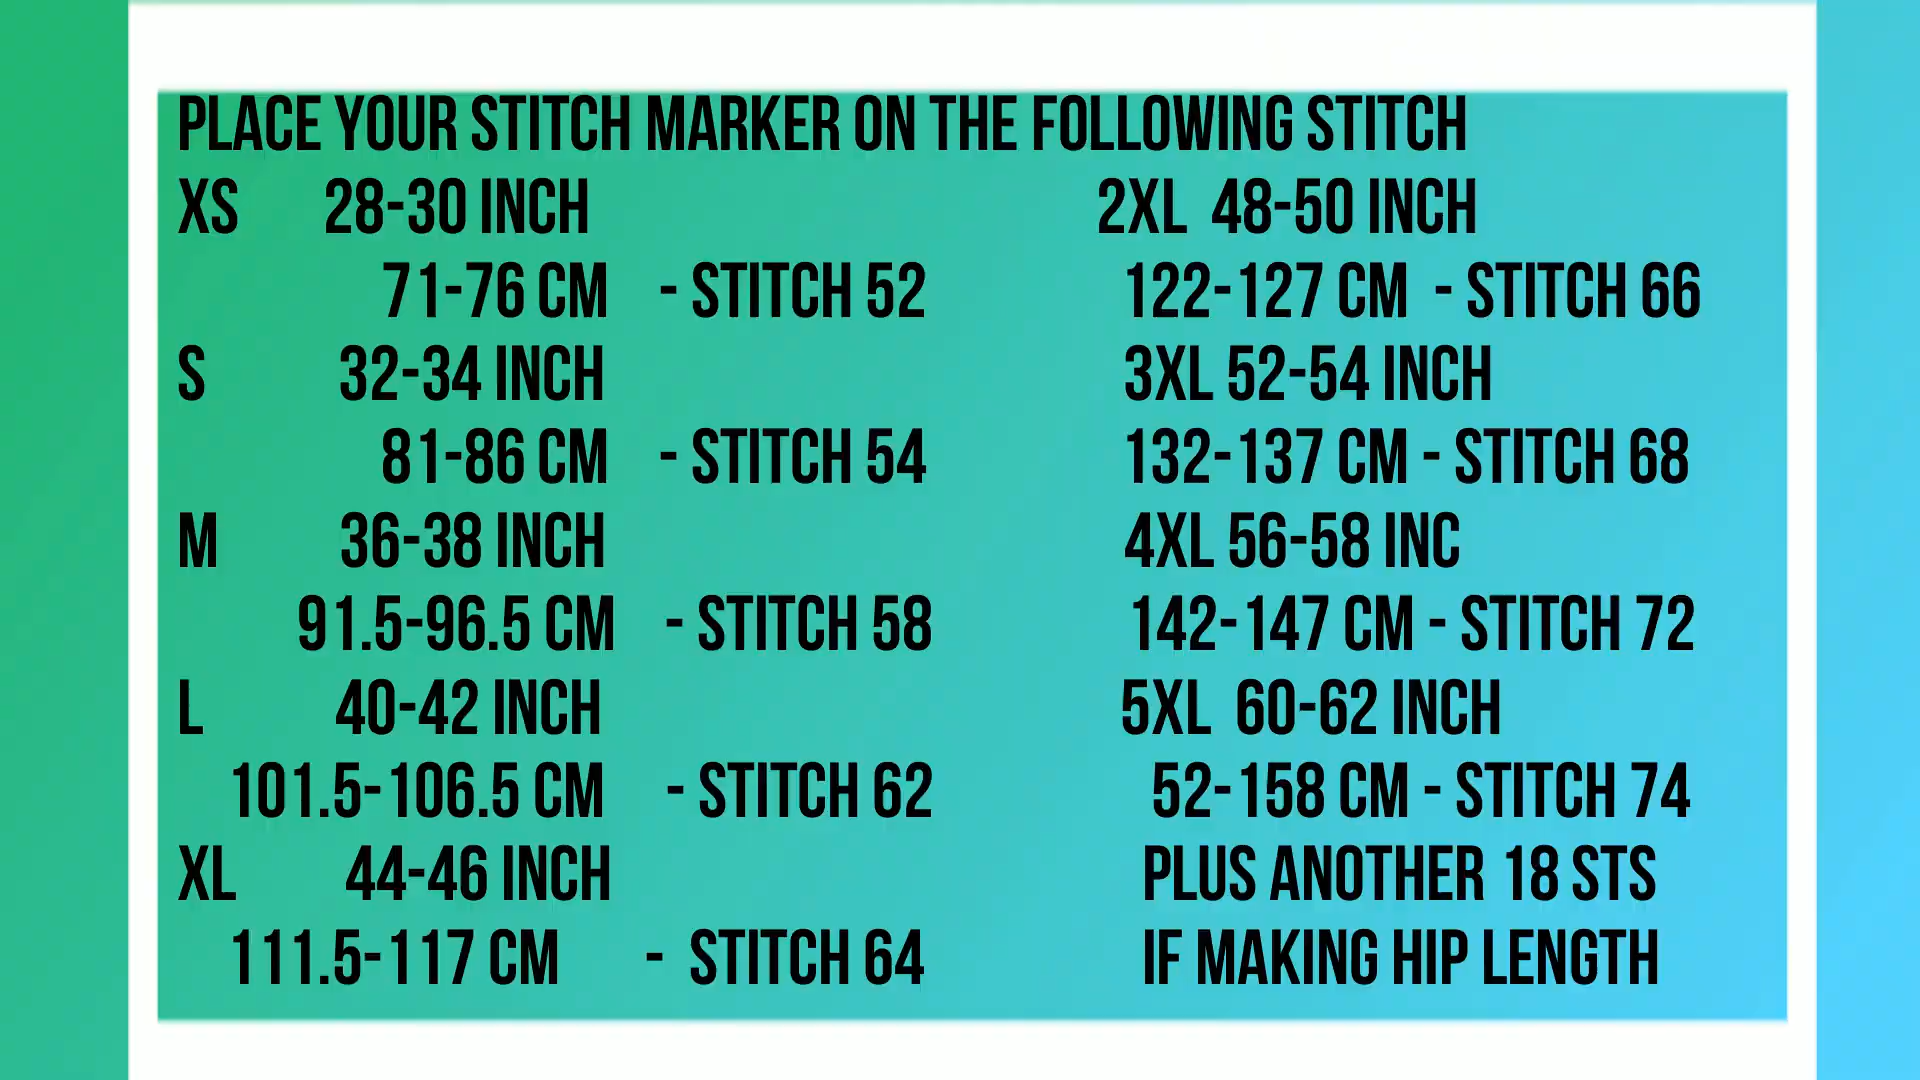 PLACE YOUR STITCH MARKER ON THE FOLLOWING STITCH
XS 28-30 INCH
71-76 CM - STITCH 52
S 32-34 INCH
81-86 CM - STITCH 54
M 36-38 INCH
91.5-96.5 CM - STITCH 58
L 40-42 INCH
101.5-106.5 CM - STITCH 62
XL 44-46 INCH
111.5-117 CM - STITCH 64
2XL 48-50 INCH
122-127 CM - STITCH 66
3XL 52-54 INCH
132-137 CM - STITCH 68
4XL 56-58 INC
142-147 CM - STITCH 72
5XL 60-62 INCH
52-158 CM - STITCH 74
PLUS ANOTHER 18 STS
IF MAKING HIP LENGTH